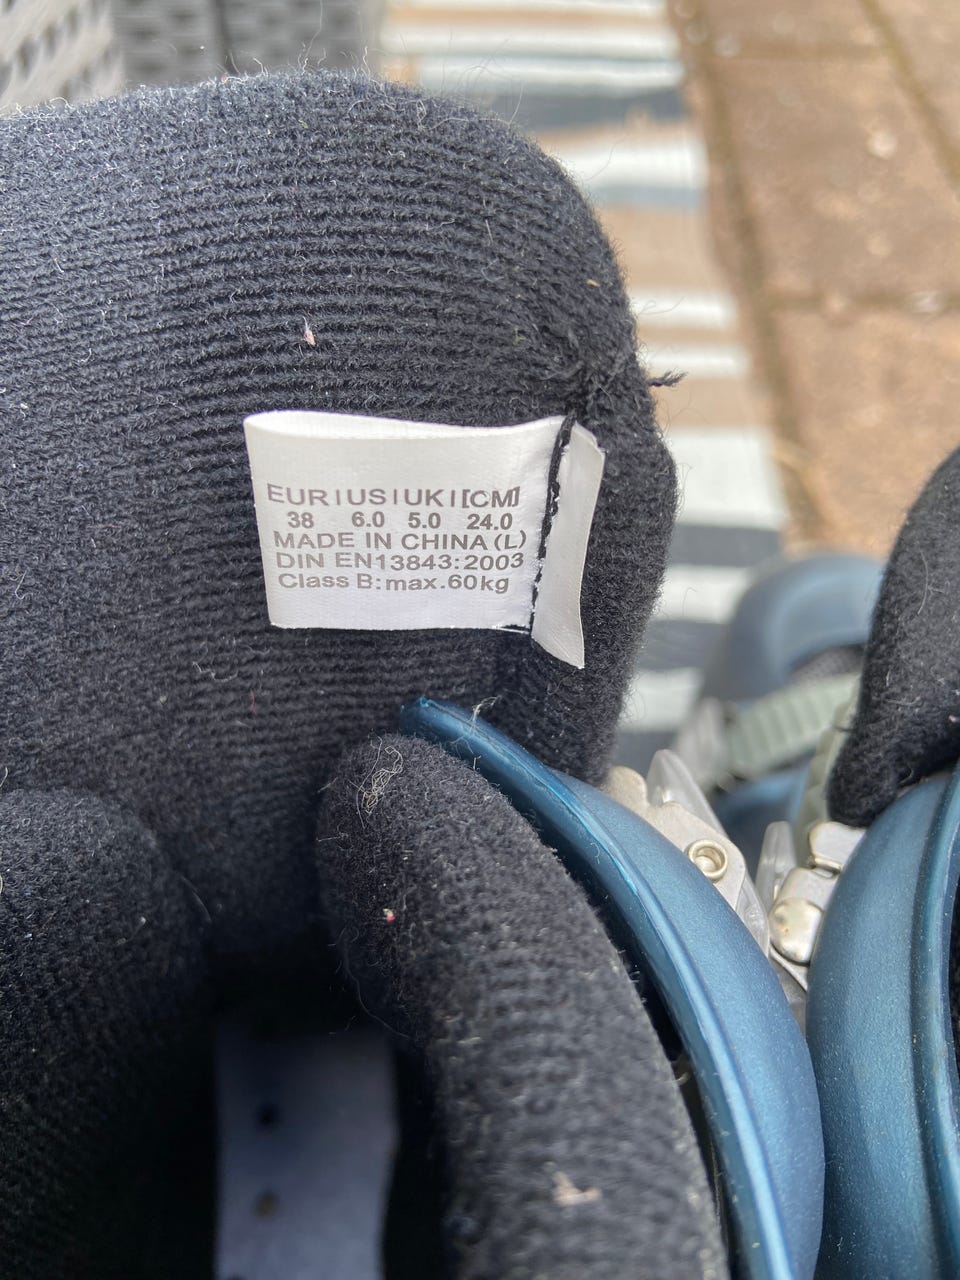 EUR|US|UK|[CM]
38 6.0 5.0 24.0
MADE IN CHINA (L)
DIN EN13843:2003
Class B:max.60kg